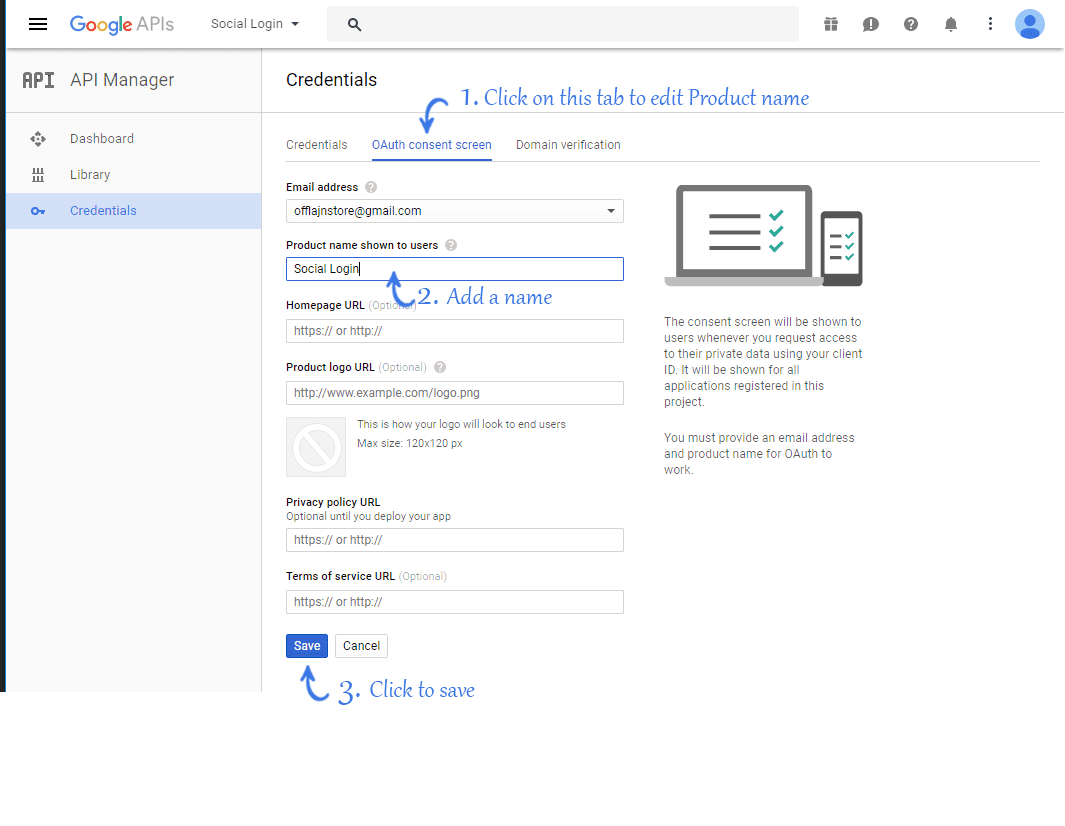 Google APIs
Social Login
API API Manager
Credentials
1. Click on this tab to edit Product name
Dashboard
Library
Credentials
Credentials OAuth consent screen Domain verification
Email address ?
offlajnstore@gmail.com
Product name shown to users ?
Social Login
2. Add a name
Homepage URL (Optional)
https:// or http://
Product logo URL (Optional) ?
http://www.example.com/logo.png
This is how your logo will look to end users
Max size: 120x120 px
Privacy policy URL
Optional until you deploy your app
https:// or http://
Terms of service URL (Optional)
https:// or http://
Save Cancel
3. Click to save
The consent screen will be shown to
users whenever you request access
to their private data using your client
ID. It will be shown for all
applications registered in this
project.
You must provide an email address
and product name for OAuth to
work.